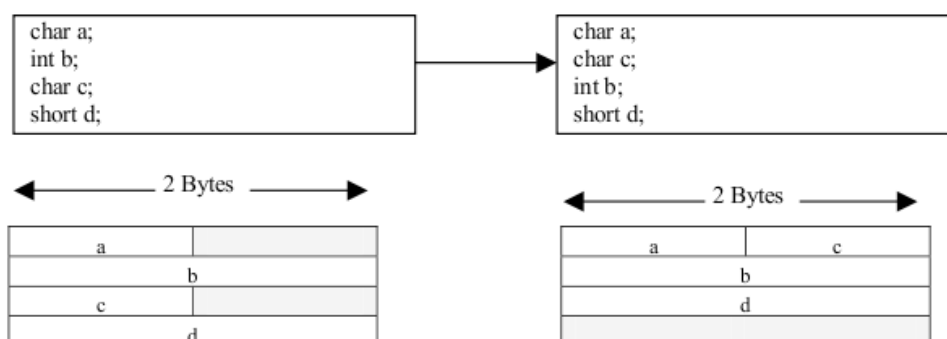 char a;
int b;
char c;
short d;
char a;
char c;
int b;
short d;
2 Bytes
2 Bytes
a
b
c
d
a c
b
d